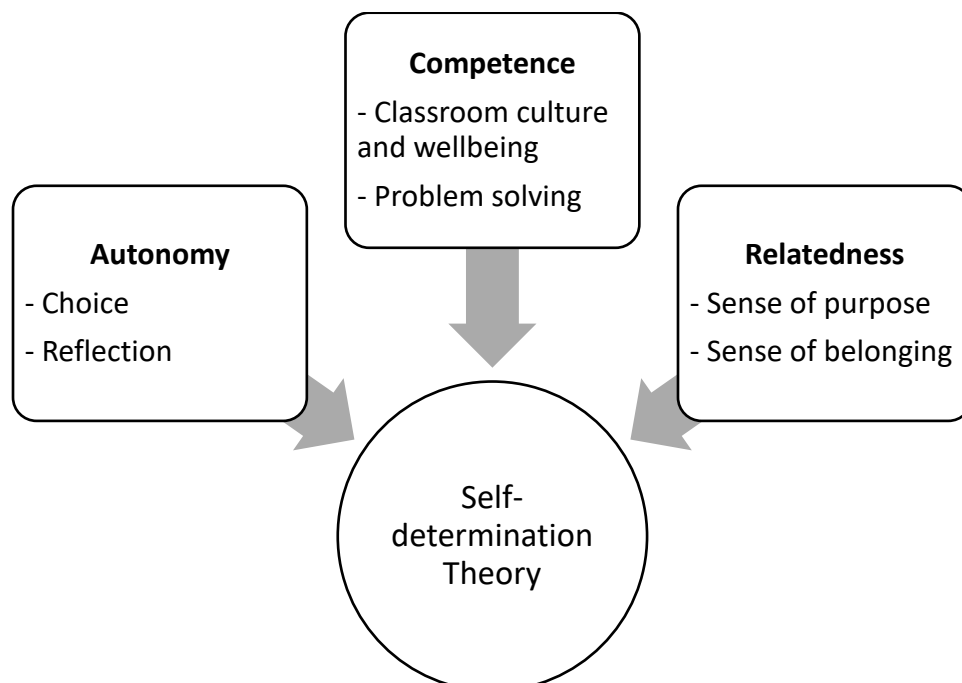 Competence
- Classroom culture
and wellbeing
- Problem solving
Autonomy
- Choice
- Reflection
Relatedness
- Sense of purpose
- Sense of belonging
Self-
determination
Theory